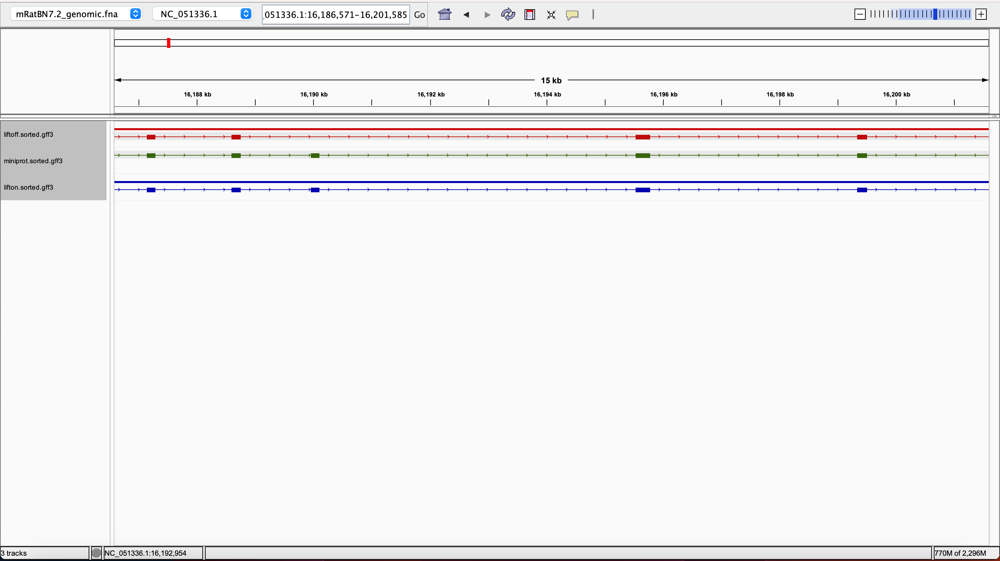 mRatBN7.2_genomic.fna NC_051336.1 051336.1:16,186,571-16,201,585 Go
15 kb
16,188 kb 16,190 kb 16,192 kb 16,194 kb 16,196 kb 16,198 kb 16,200 kb
liftoff.sorted.gff3
miniprot.sorted.gff3
lifton.sorted.gff3
3 tracks NC_051336.1:16,192,954 770M of 2,296M